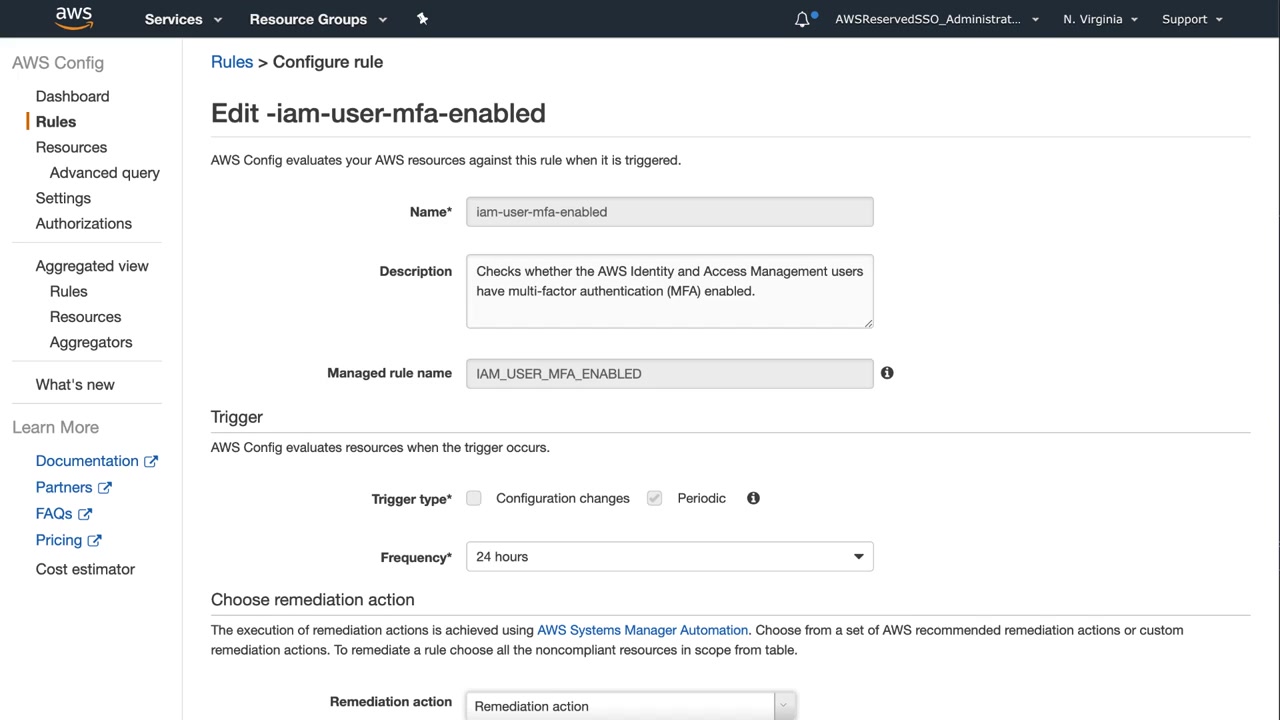 aws
Services
Resource Groups
AWSReservedSSO_Administrat...
N. Virginia
Support
AWS Config
Dashboard
Rules
Resources
Advanced query
Settings
Authorizations
Aggregated view
Rules
Resources
Aggregators
What's new
Learn More
Documentation
Partners
FAQs
Pricing
Cost estimator
Rules > Configure rule
Edit -iam-user-mfa-enabled
AWS Config evaluates your AWS resources against this rule when it is triggered.
Name* iam-user-mfa-enabled
Description Checks whether the AWS Identity and Access Management users
have multi-factor authentication (MFA) enabled.
Managed rule name IAM_USER_MFA_ENABLED
Trigger
AWS Config evaluates resources when the trigger occurs.
Trigger type* Configuration changes Periodic
Frequency* 24 hours
Choose remediation action
The execution of remediation actions is achieved using AWS Systems Manager Automation. Choose from a set of AWS recommended remediation actions or custom
remediation actions. To remediate a rule choose all the noncompliant resources in scope from table.
Remediation action Remediation action